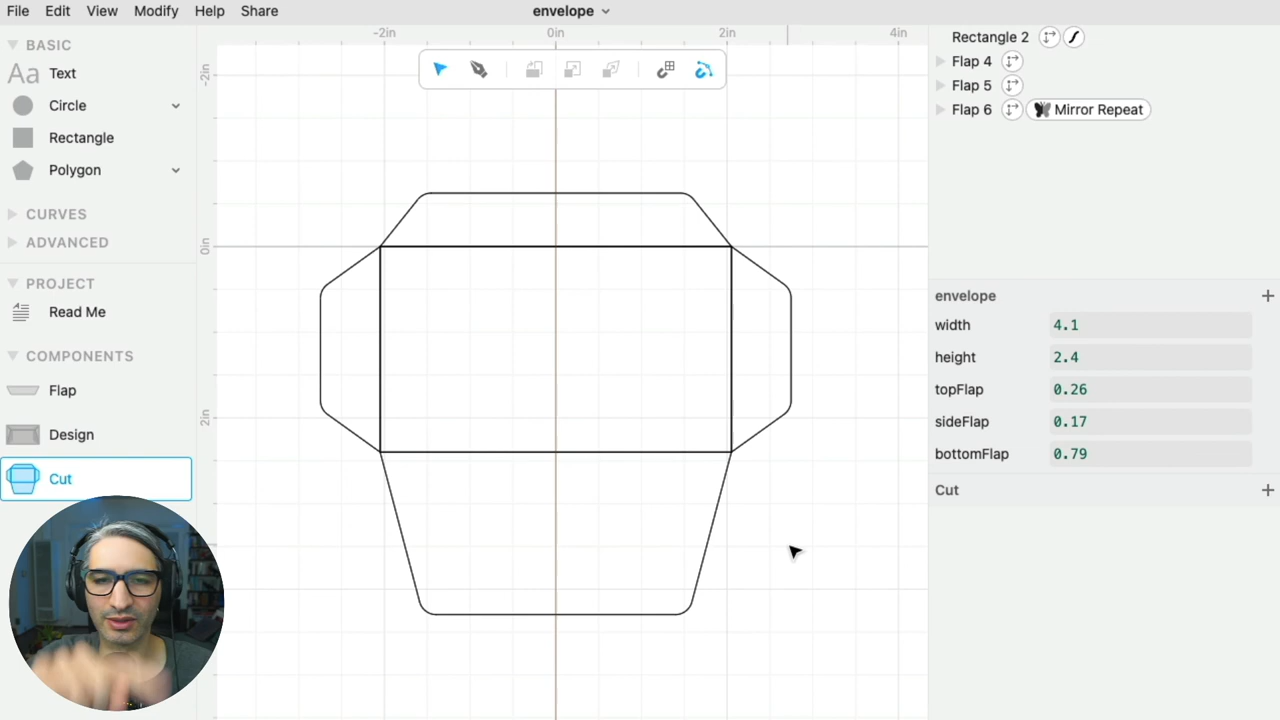 File Edit View Modify Help Share
envelope
BASIC
Aa Text
Circle
Rectangle
Polygon
CURVES
ADVANCED
PROJECT
Read Me
COMPONENTS
Flap
Design
Cut
-2in 0in 2in 4in
-2in
0in
2in
Rectangle 2
Flap 4
Flap 5
Flap 6 Mirror Repeat
envelope +
width 4.1
height 2.4
topFlap 0.26
sideFlap 0.17
bottomFlap 0.79
Cut +